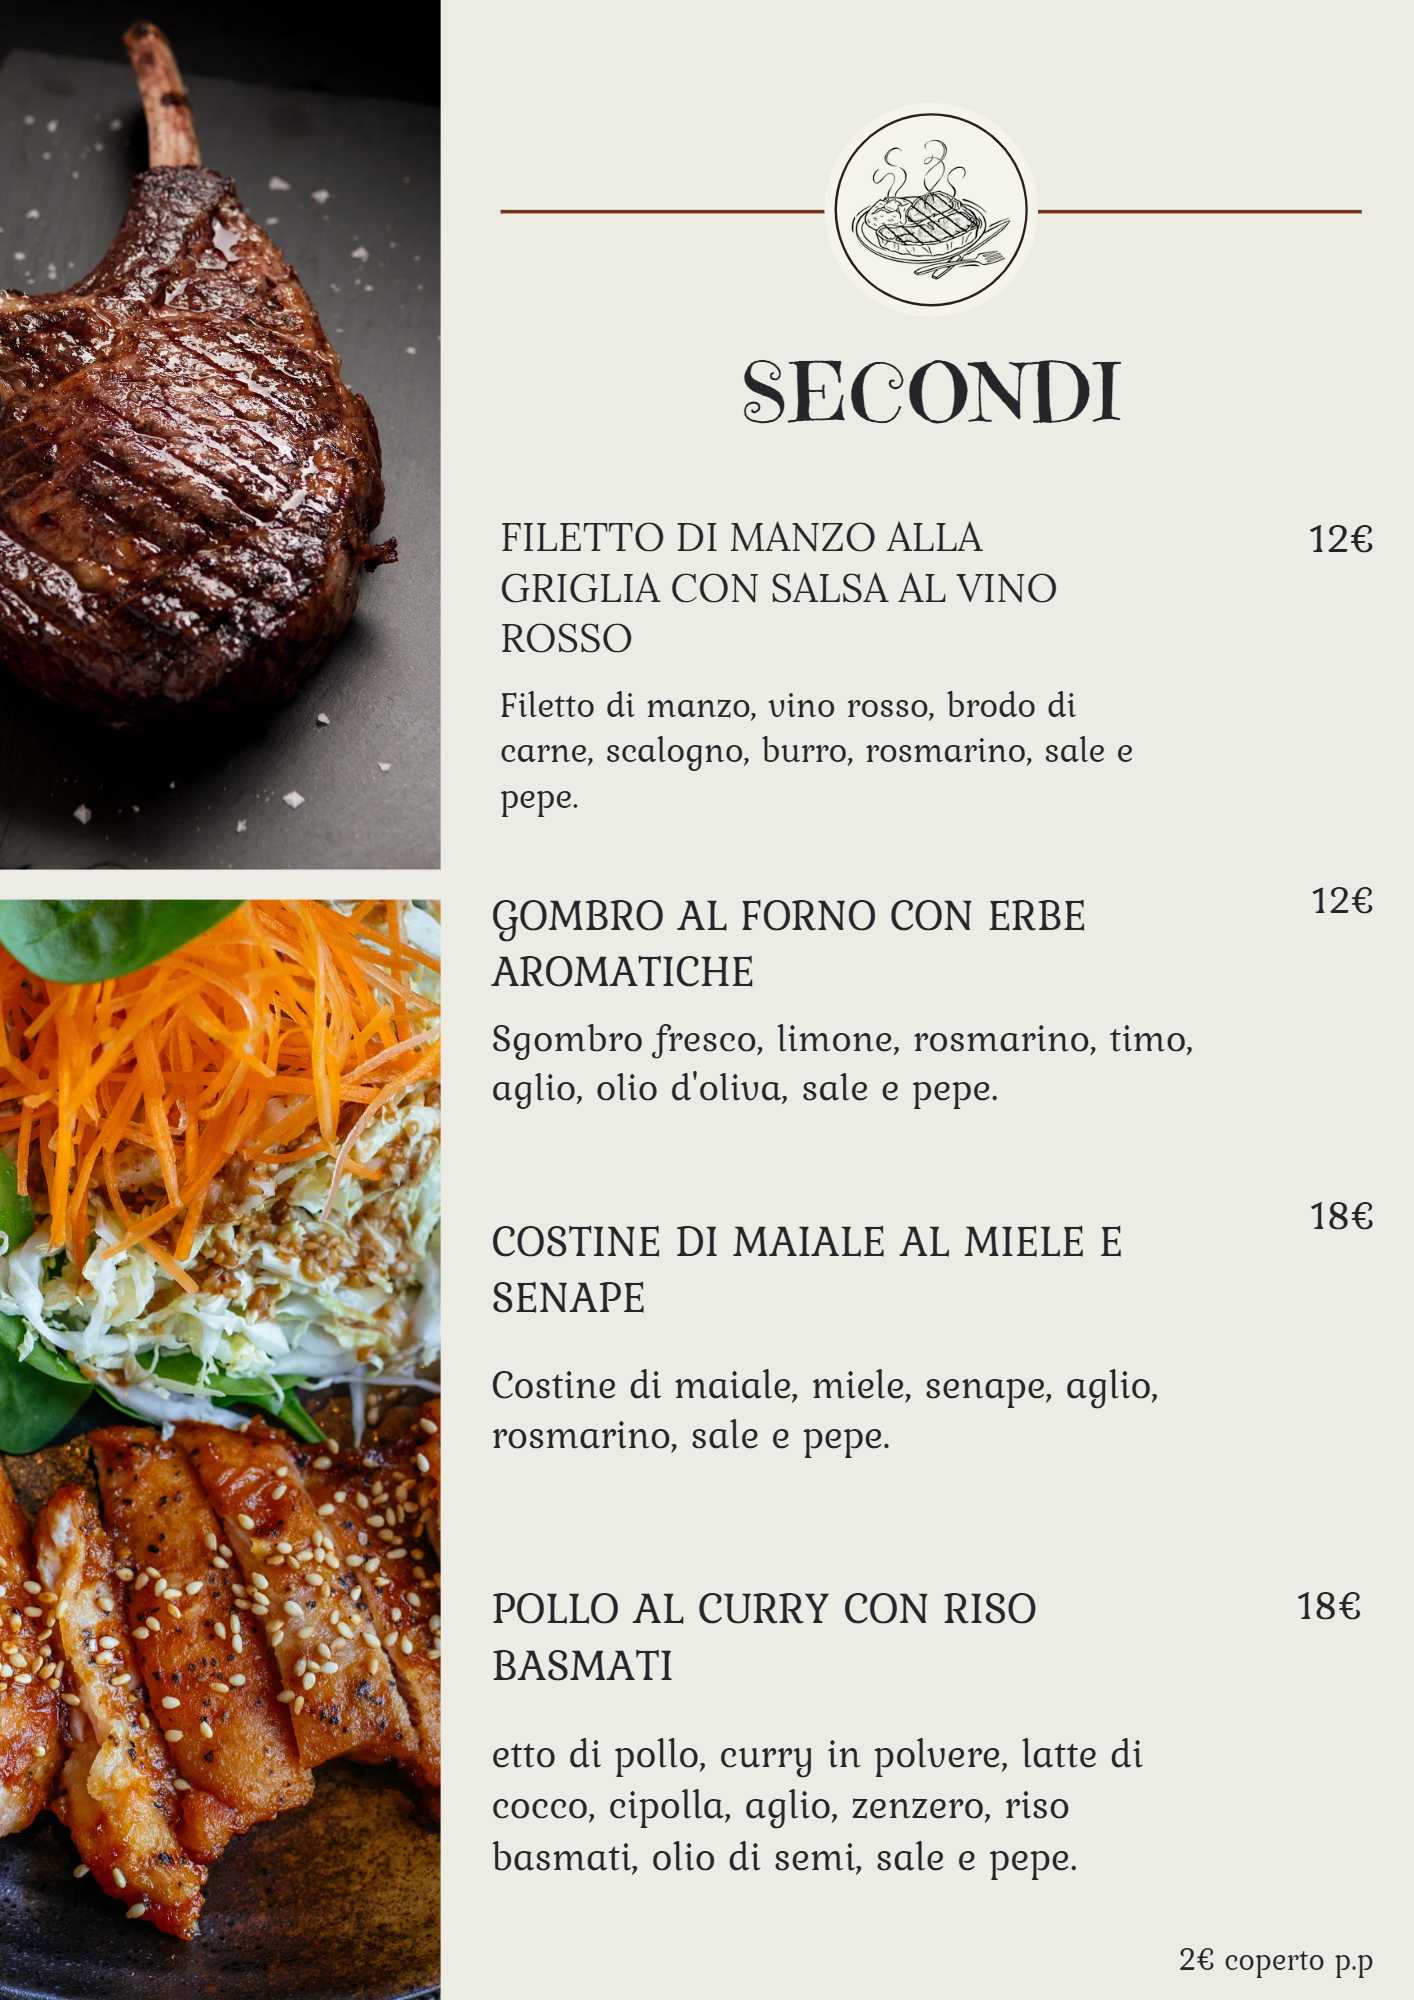 SECONDI
FILETTO DI MANZO ALLA
GRIGLIA CON SALSA AL VINO
ROSSO
12€
Filetto di manzo, vino rosso, brodo di
carne, scalogno, burro, rosmarino, sale e
pepe.
GOMBRO AL FORNO CON ERBE
AROMATICHE
12€
Sgombro fresco, limone, rosmarino, timo,
aglio, olio d'oliva, sale e pepe.
COSTINE DI MAIALE AL MIELE E
SENAPE
18€
Costine di maiale, miele, senape, aglio,
rosmarino, sale e pepe.
POLLO AL CURRY CON RISO
BASMATI
18€
etto di pollo, curry in polvere, latte di
cocco, cipolla, aglio, zenzero, riso
basmati, olio di semi, sale e pepe.
2€ coperto p.p